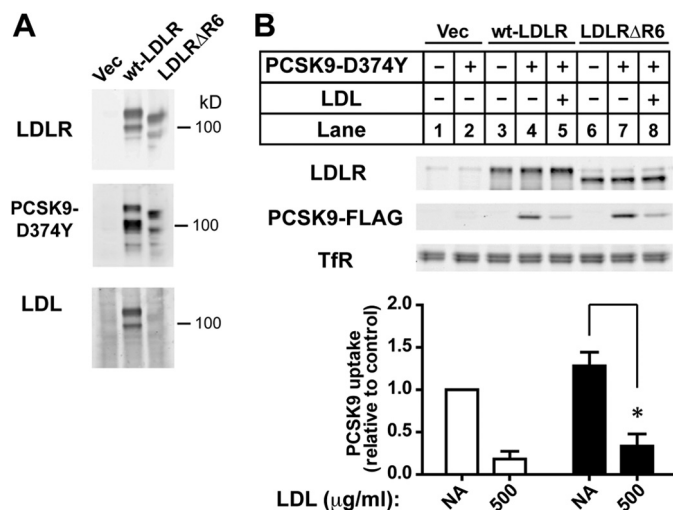 A
Vec
wt-LDLR
LDLRΔR6
kD
LDLR
100
PCSK9-
D374Y
100
LDL
100
B
Vec wt-LDLR LDLRΔR6
PCSK9-D374Y − + − + + − + +
LDL − − − − + − − +
Lane 1 2 3 4 5 6 7 8
LDLR
PCSK9-FLAG
TfR
PCSK9 uptake
(relative to control)
2.0
1.5
1.0
0.5
0.0
*
LDL (μg/ml): NA 500 NA 500